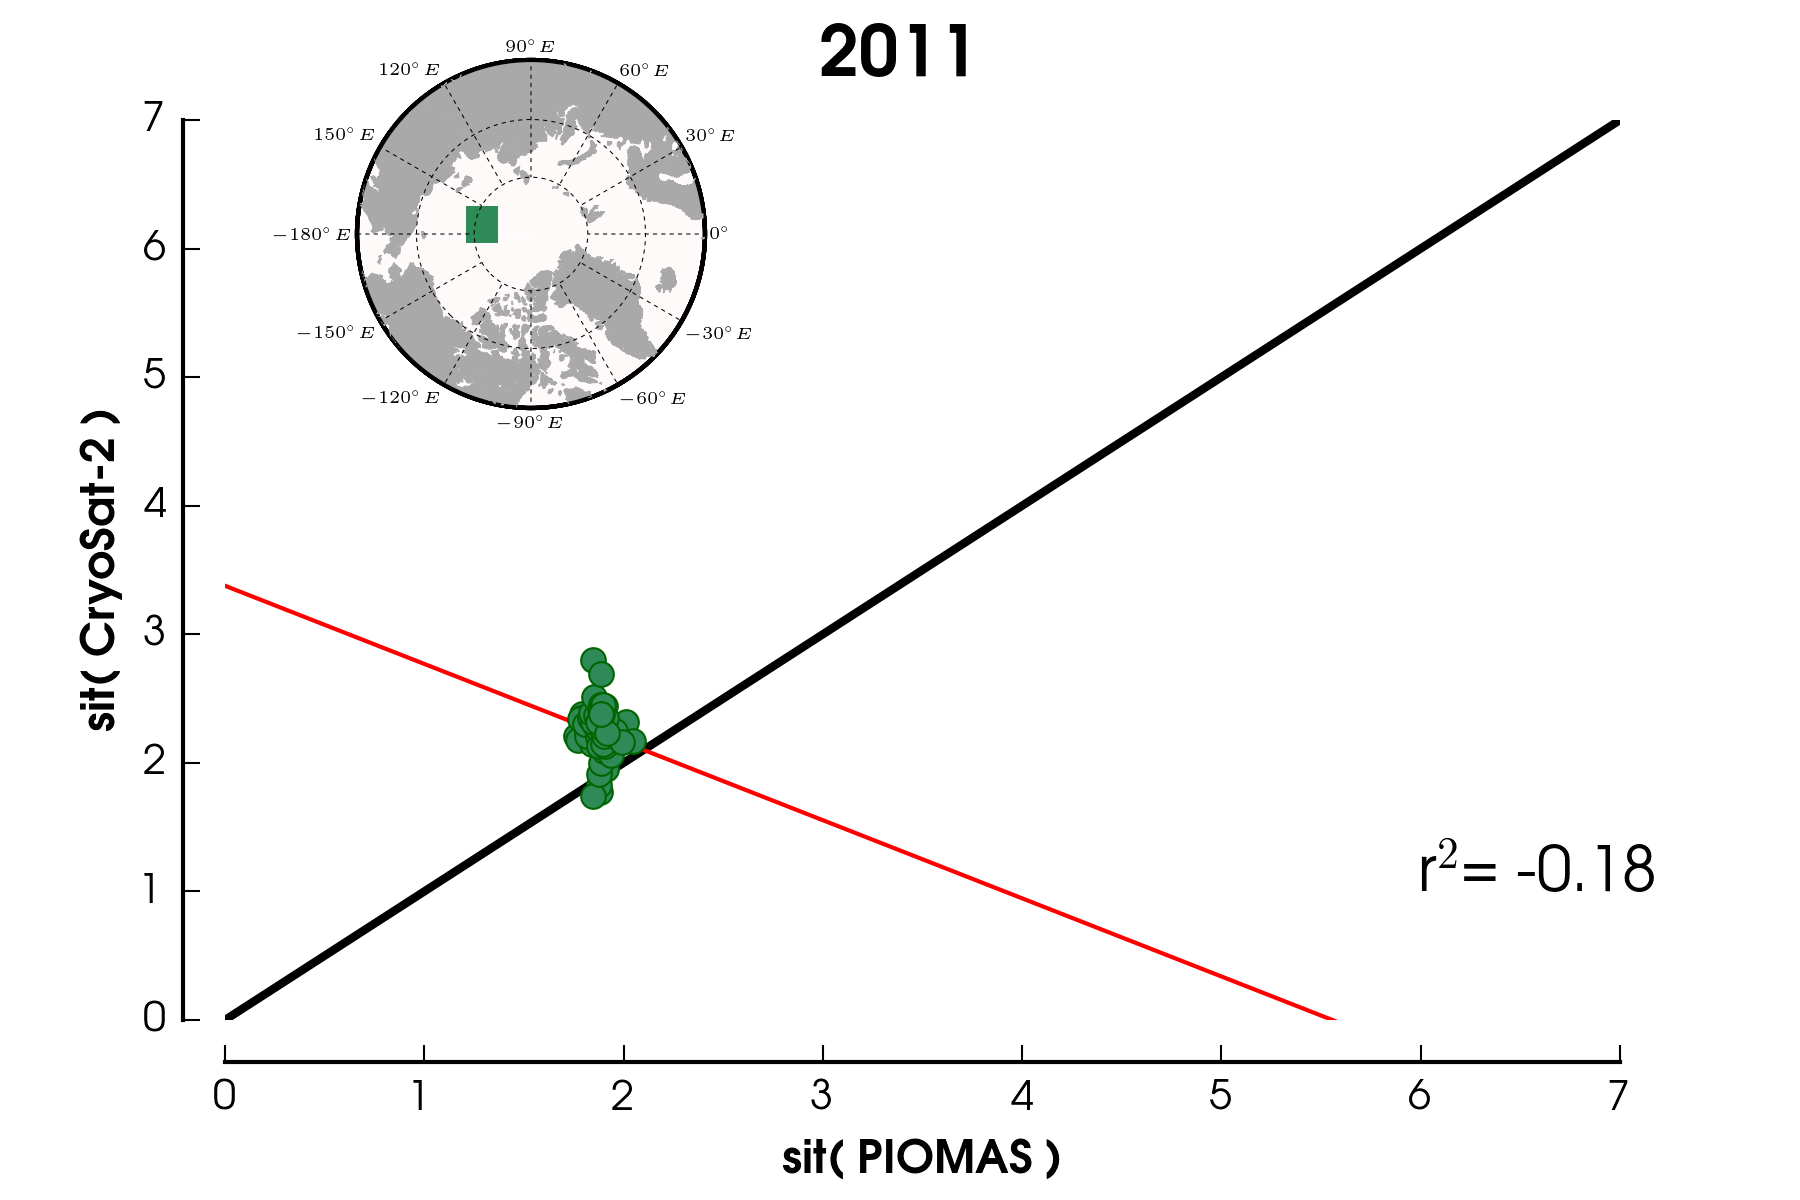 2011
90° E
120° E
60° E
150° E
30° E
−180° E
0°
−150° E
−30° E
−120° E
−60° E
−90° E
7
6
5
4
3
2
1
0
sit( CryoSat-2 )
r²= -0.18
0 1 2 3 4 5 6 7
sit( PIOMAS )